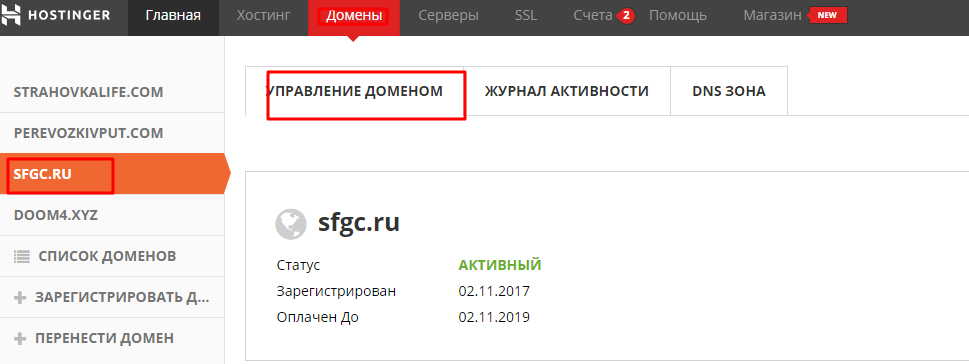 HOSTINGER Главная Хостинг Домены Серверы SSL Счета 2 Помощь Магазин NEW
STRAHOVKALIFE.COM
PEREVOZKIVPUT.COM
SFGC.RU
DOOM4.XYZ
СПИСОК ДОМЕНОВ
ЗАРЕГИСТРИРОВАТЬ Д...
ПЕРЕНЕСТИ ДОМЕН
УПРАВЛЕНИЕ ДОМЕНОМ ЖУРНАЛ АКТИВНОСТИ DNS ЗОНА
sfgc.ru
Статус АКТИВНЫЙ
Зарегистрирован 02.11.2017
Оплачен До 02.11.2019